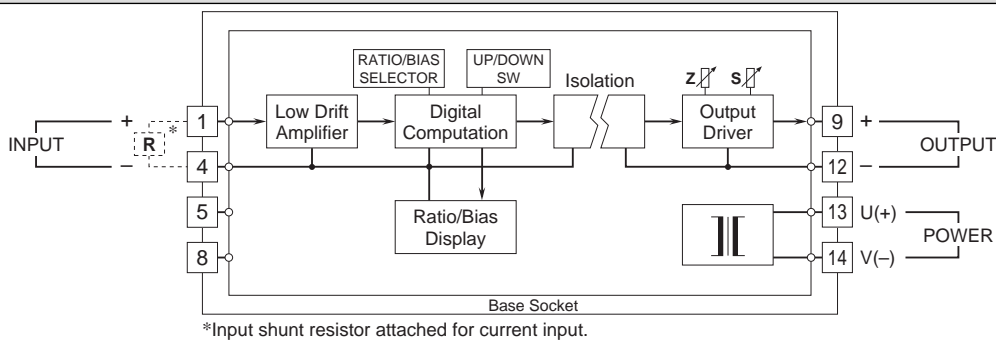 RATIO/BIAS
SELECTOR
UP/DOWN
SW
Isolation
Z
S
INPUT
+
–
R
*
1
4
5
8
Low Drift
Amplifier
Digital
Computation
Output
Driver
Ratio/Bias
Display
9
+
12
–
OUTPUT
13
U(+)
14
V(–)
POWER
Base Socket
*Input shunt resistor attached for current input.